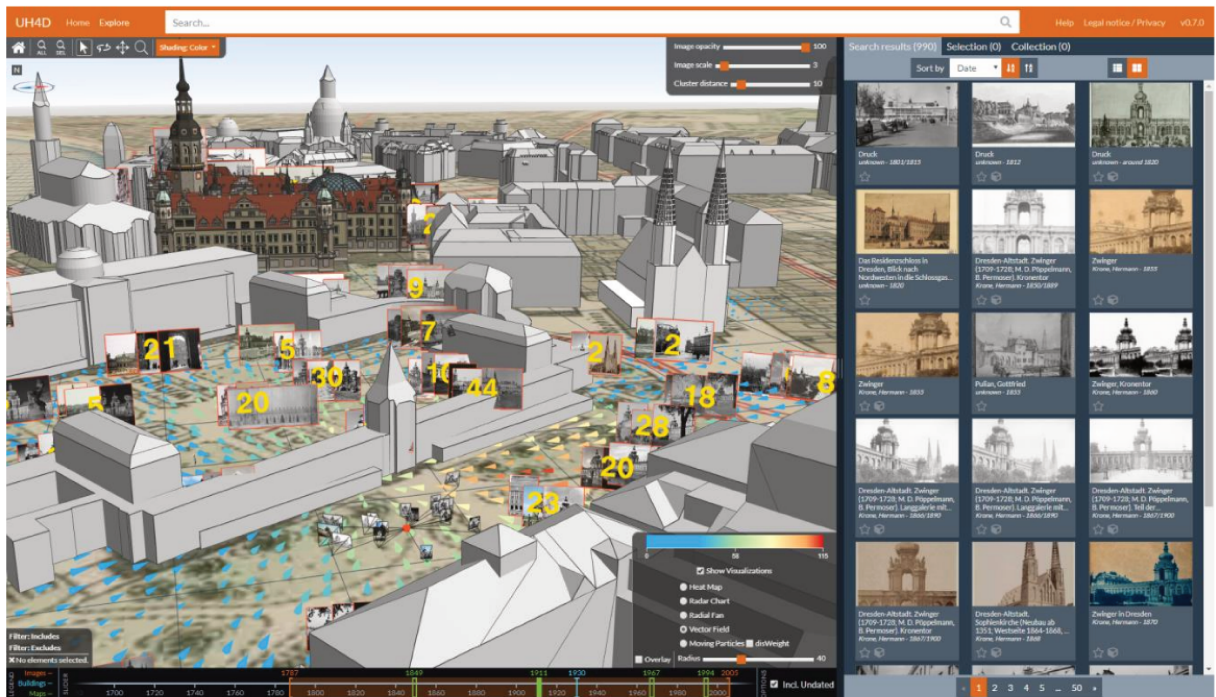 UH4D Home Explore Search... Help Legal notice / Privacy v0.7.0
ALL SEL Shading: Color
N
Image opacity 100
Image scale 3
Cluster distance 10
Search results (990) Selection (0) Collection (0)
Sort by Date
Druck
unknown - 1801/1815
Druck
unknown - 1812
Druck
unknown - around 1820
Das Residenzschloss in
Dresden, Blick nach
Nordwesten in die Schlossgas...
unknown - 1820
Dresden-Altstadt. Zwinger
(1709-1728; M. D. Pöppelmann,
B. Permoser). Kronentor
Krone, Hermann - 1850/1889
Zwinger
Krone, Hermann - 1855
Zwinger
Krone, Hermann - 1855
Pulian, Gottfried
unknown - 1855
Zwinger, Kronentor
Krone, Hermann - 1860
Dresden-Altstadt. Zwinger
(1709-1728; M. D. Pöppelmann,
B. Permoser). Langgalerie mit...
Krone, Hermann - 1866/1890
Dresden-Altstadt. Zwinger
(1709-1728; M. D. Pöppelmann,
B. Permoser). Langgalerie mit...
Krone, Hermann - 1866/1890
Dresden-Altstadt. Zwinger
(1709-1728; M. D. Pöppelmann,
B. Permoser). Teil der...
Krone, Hermann - 1867/1900
Dresden-Altstadt. Zwinger
(1709-1728; M. D. Pöppelmann,
B. Permoser). Kronentor
Krone, Hermann - 1867/1900
Dresden-Altstadt.
Sophienkirche (Neubau ab
1351; Westseite 1864-1868, ...
Krone, Hermann - 1868
Zwinger in Dresden
Krone, Hermann - 1870
« 1 2 3 4 5 ... 50 »
7
9
7
21
5
30
16
44
2
2
18
8
5
20
28
20
23
0 58 115
Show Visualizations
Heat Map
Radar Chart
Radial Fan
Vector Field
Moving Particles disWeight
Overlay Radius 40
Filter: Includes
Filter: Excludes
No elements selected.
LEGEND
Images
Buildings
Maps
SLIDER
1787 1849 1911 1930 1967 1994 2005
1700 1720 1740 1760 1780 1800 1820 1840 1860 1880 1900 1920 1940 1960 1980 2000
OPTIONS
Incl. Undated